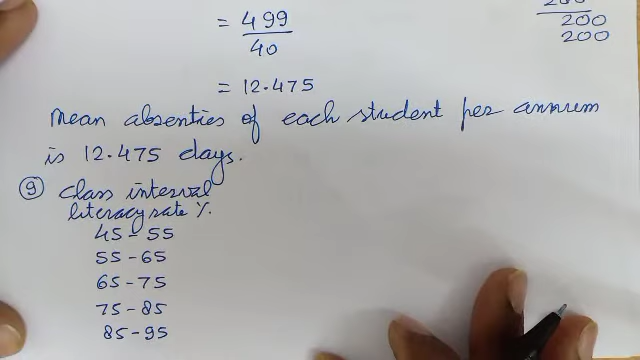 = 499
40
= 12.475
Mean absenties of each student per annum
is 12.475 days.
9 class interval
literacy rate %.
45-55
55-65
65-75
75-85
85-95
200
200